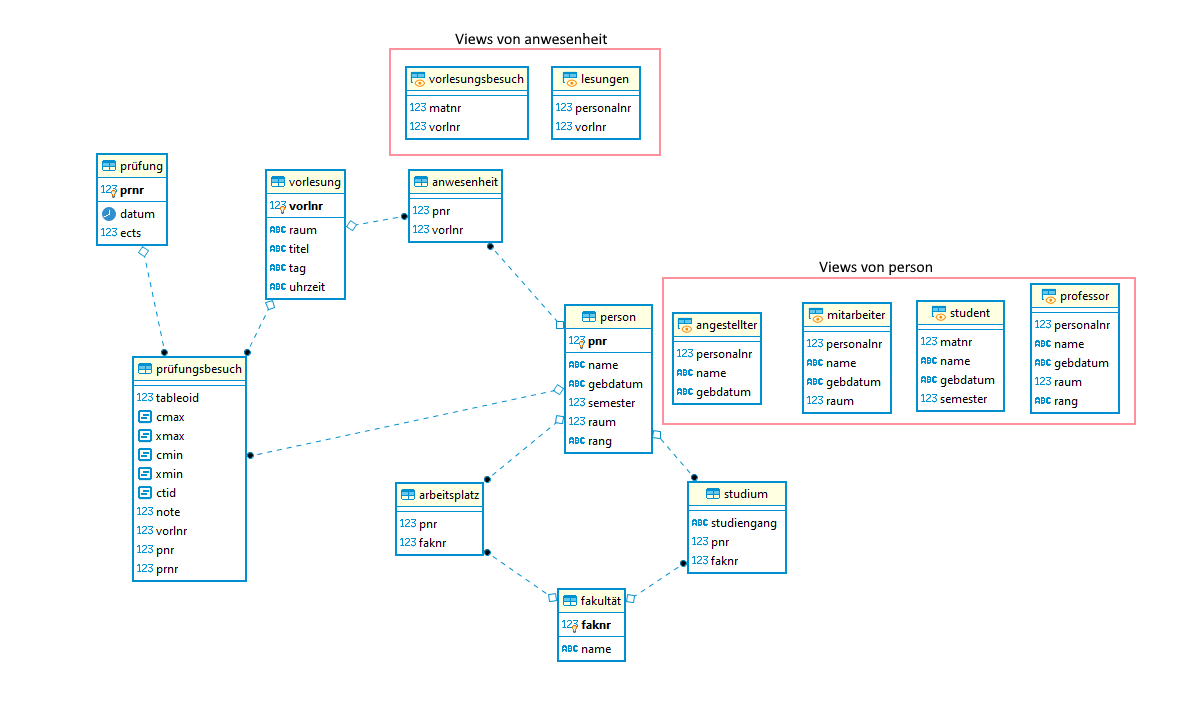 Views von anwesenheit
vorlesungsbesuch
123 matnr
123 vorlnr
lesungen
123 personalnr
123 vorlnr
prüfung
123 prnr
datum
123 ects
vorlesung
123 vorlnr
ABC raum
ABC titel
ABC tag
ABC uhrzeit
anwesenheit
123 pnr
123 vorlnr
Views von person
angestellter
123 personalnr
ABC name
ABC gebdatum
mitarbeiter
123 personalnr
ABC name
ABC gebdatum
123 raum
student
123 matnr
ABC name
ABC gebdatum
123 semester
professor
123 personalnr
ABC name
ABC gebdatum
123 raum
ABC rang
person
123 pnr
ABC name
ABC gebdatum
123 semester
123 raum
ABC rang
prüfungsbesuch
123 tableoid
cmax
xmax
cmin
xmin
ctid
123 note
123 vorlnr
123 pnr
123 prnr
arbeitsplatz
123 pnr
123 faknr
studium
ABC studiengang
123 pnr
123 faknr
fakultät
123 faknr
ABC name